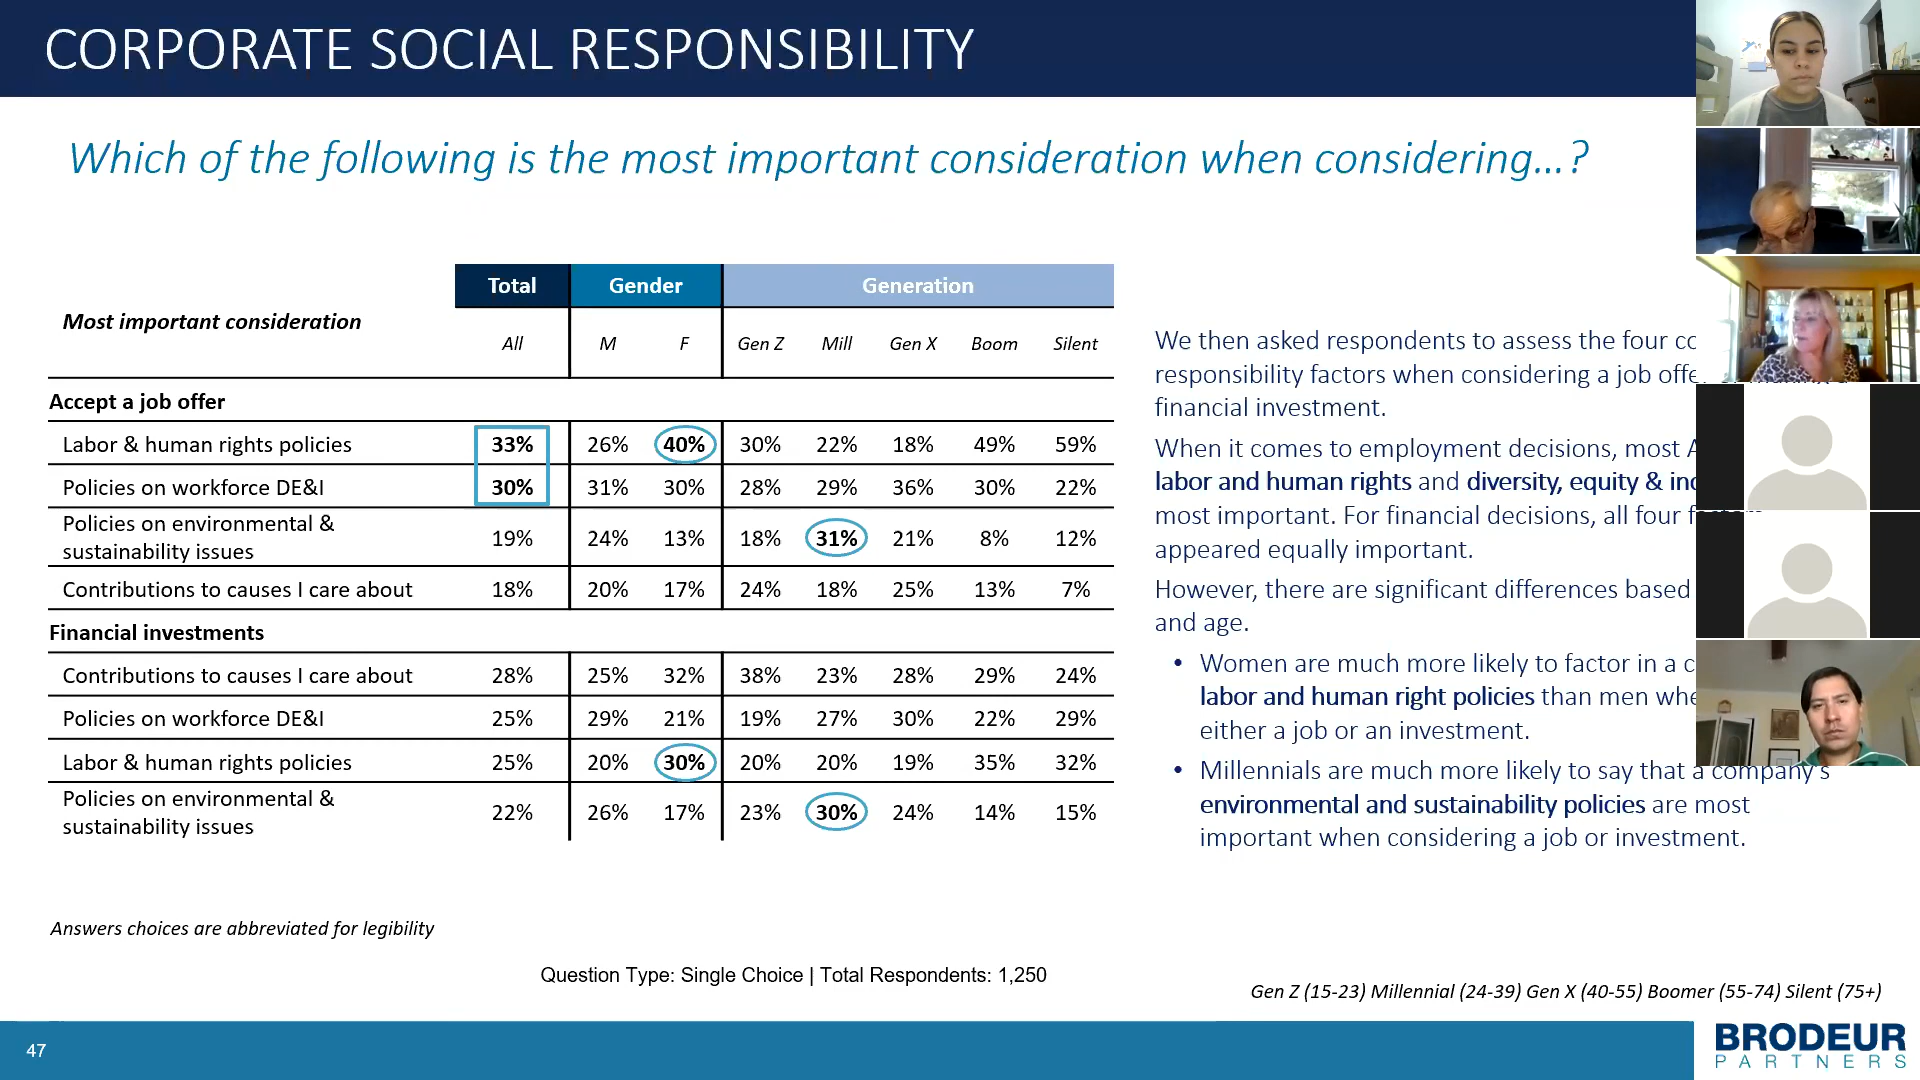 CORPORATE SOCIAL RESPONSIBILITY
Which of the following is the most important consideration when considering...?
Total Gender Generation
Most important consideration
All M F Gen Z Mill Gen X Boom Silent
Accept a job offer
Labor & human rights policies 33% 26% 40% 30% 22% 18% 49% 59%
Policies on workforce DE&I 30% 31% 30% 28% 29% 36% 30% 22%
Policies on environmental &
sustainability issues 19% 24% 13% 18% 31% 21% 8% 12%
Contributions to causes I care about 18% 20% 17% 24% 18% 25% 13% 7%
Financial investments
Contributions to causes I care about 28% 25% 32% 38% 23% 28% 29% 24%
Policies on workforce DE&I 25% 29% 21% 19% 27% 30% 22% 29%
Labor & human rights policies 25% 20% 30% 20% 20% 19% 35% 32%
Policies on environmental &
sustainability issues 22% 26% 17% 23% 30% 24% 14% 15%
We then asked respondents to assess the four
responsibility factors when considering a job
financial investment.
When it comes to employment decisions, most
labor and human rights and diversity, equity &
most important. For financial decisions, all four
appeared equally important.
However, there are significant differences based
and age.
• Women are much more likely to factor in a
labor and human right policies than men
either a job or an investment.
• Millennials are much more likely to say that a company's
environmental and sustainability policies are most
important when considering a job or investment.
Answers choices are abbreviated for legibility
Question Type: Single Choice | Total Respondents: 1,250
Gen Z (15-23) Millennial (24-39) Gen X (40-55) Boomer (55-74) Silent (75+)
47
BRODEUR
PARTNERS